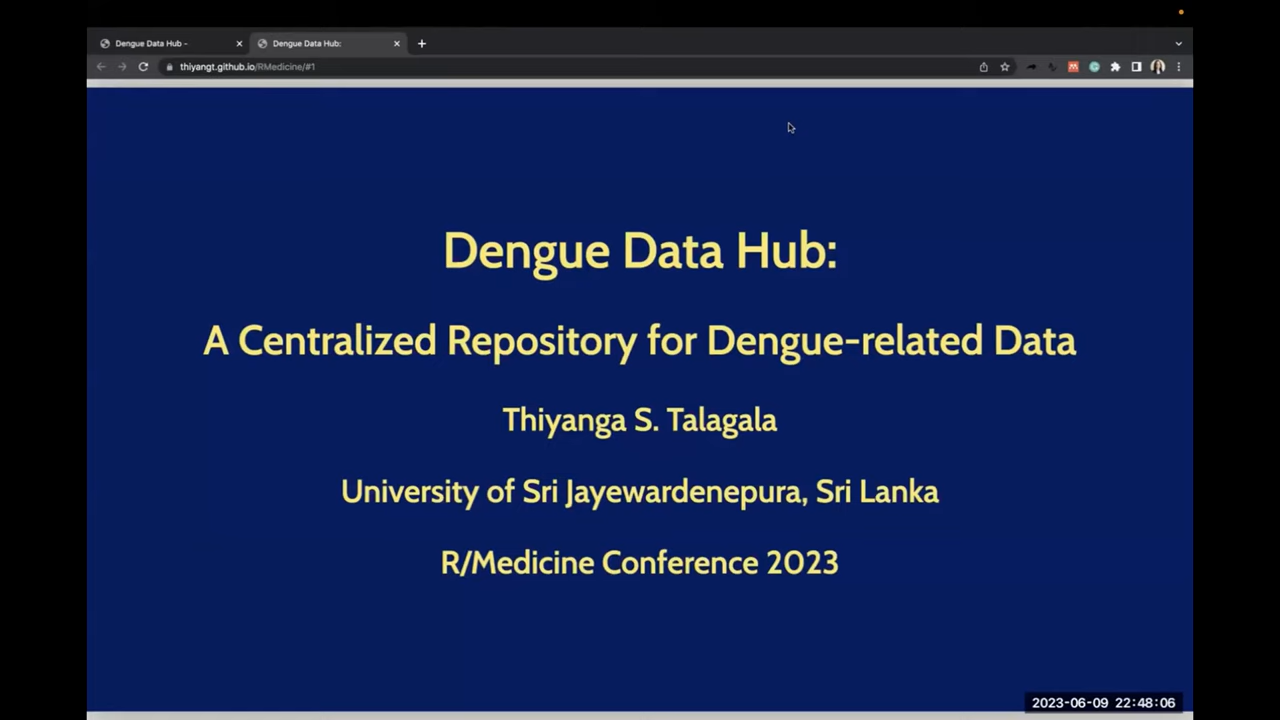 Dengue Data Hub -
Dengue Data Hub:
thiyangt.github.io/RMedicine/#1
Dengue Data Hub:
A Centralized Repository for Dengue-related Data
Thiyanga S. Talagala
University of Sri Jayewardenepura, Sri Lanka
R/Medicine Conference 2023
2023-06-09 22:48:06